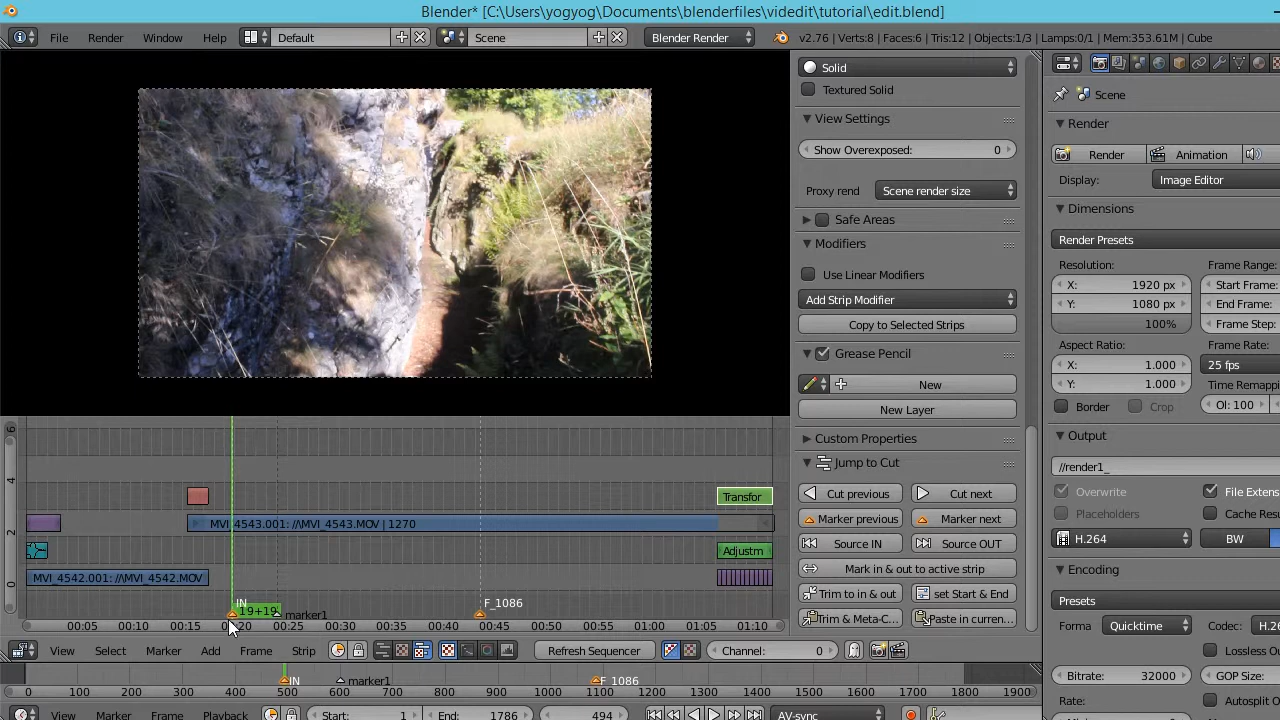 Blender* [C:\Users\yogyog\Documents\blenderfiles\videdit\tutorial\edit.blend]
File Render Window Help Default Scene Blender Render v2.76 | Verts:8 | Faces:6 | Tris:12 | Objects:1/3 | Lamps:0/1 | Mem:353.61M | Cube
Solid
Textured Solid
View Settings
Show Overexposed: 0
Proxy rend Scene render size
Safe Areas
Modifiers
Use Linear Modifiers
Add Strip Modifier
Copy to Selected Strips
Grease Pencil
New
New Layer
Custom Properties
Jump to Cut
Cut previous Cut next
Marker previous Marker next
Source IN Source OUT
Mark in & out to active strip
Trim to in & out set Start & End
Trim & Meta-C... Paste in curren...
Scene
Render
Render Animation
Display: Image Editor
Dimensions
Render Presets
Resolution: Frame Range:
X: 1920 px Start Frame:
Y: 1080 px End Frame:
100% Frame Step:
Aspect Ratio: Frame Rate:
X: 1.000 25 fps
Y: 1.000 Time Remappi
Border Crop Ol: 100
Output
//render1_
Overwrite File Extens
Placeholders Cache Resu
H.264 BW
Encoding
Presets
Forma Quicktime Codec: H.26
Lossless Ou
Bitrate: 32000 GOP Size:
Rate: Autosplit Ou
6
4
2
0
Transfor
MVI_4543.001: //MVI_4543.MOV | 1270
Adjustm
MVI_4542.001: //MVI_4542.MOV
IN F_1086
19+19 marker1
00:05 00:10 00:15 00:20 00:25 00:30 00:35 00:40 00:45 00:50 00:55 01:00 01:05 01:10
View Select Marker Add Frame Strip Refresh Sequencer Channel: 0
IN marker1 F_1086
0 100 200 300 400 500 600 700 800 900 1000 1100 1200 1300 1400 1500 1600 1700 1800 1900
View Marker Frame Playback Start: 1 End: 1786 494 AV-sync